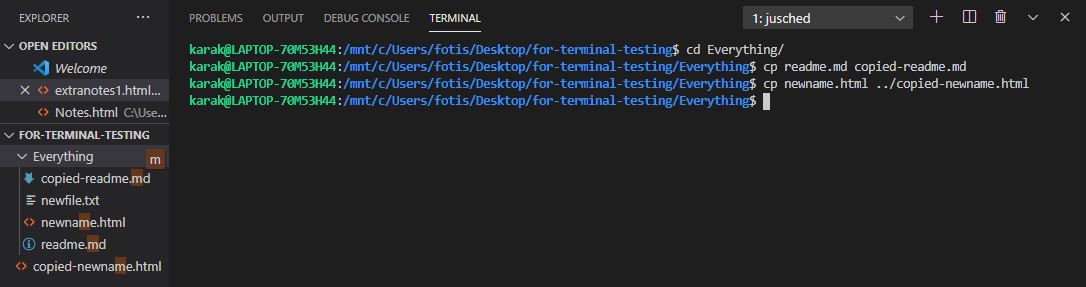 EXPLORER ...
OPEN EDITORS
Welcome
extranotes1.html...
Notes.html C:\Use...
FOR-TERMINAL-TESTING
Everything m
copied-readme.md
newfile.txt
newname.html
readme.md
copied-newname.html
PROBLEMS OUTPUT DEBUG CONSOLE TERMINAL 1: jusched
karak@LAPTOP-70M53H44:/mnt/c/Users/fotis/Desktop/for-terminal-testing$ cd Everything/
karak@LAPTOP-70M53H44:/mnt/c/Users/fotis/Desktop/for-terminal-testing/Everything$ cp readme.md copied-readme.md
karak@LAPTOP-70M53H44:/mnt/c/Users/fotis/Desktop/for-terminal-testing/Everything$ cp newname.html ../copied-newname.html
karak@LAPTOP-70M53H44:/mnt/c/Users/fotis/Desktop/for-terminal-testing/Everything$